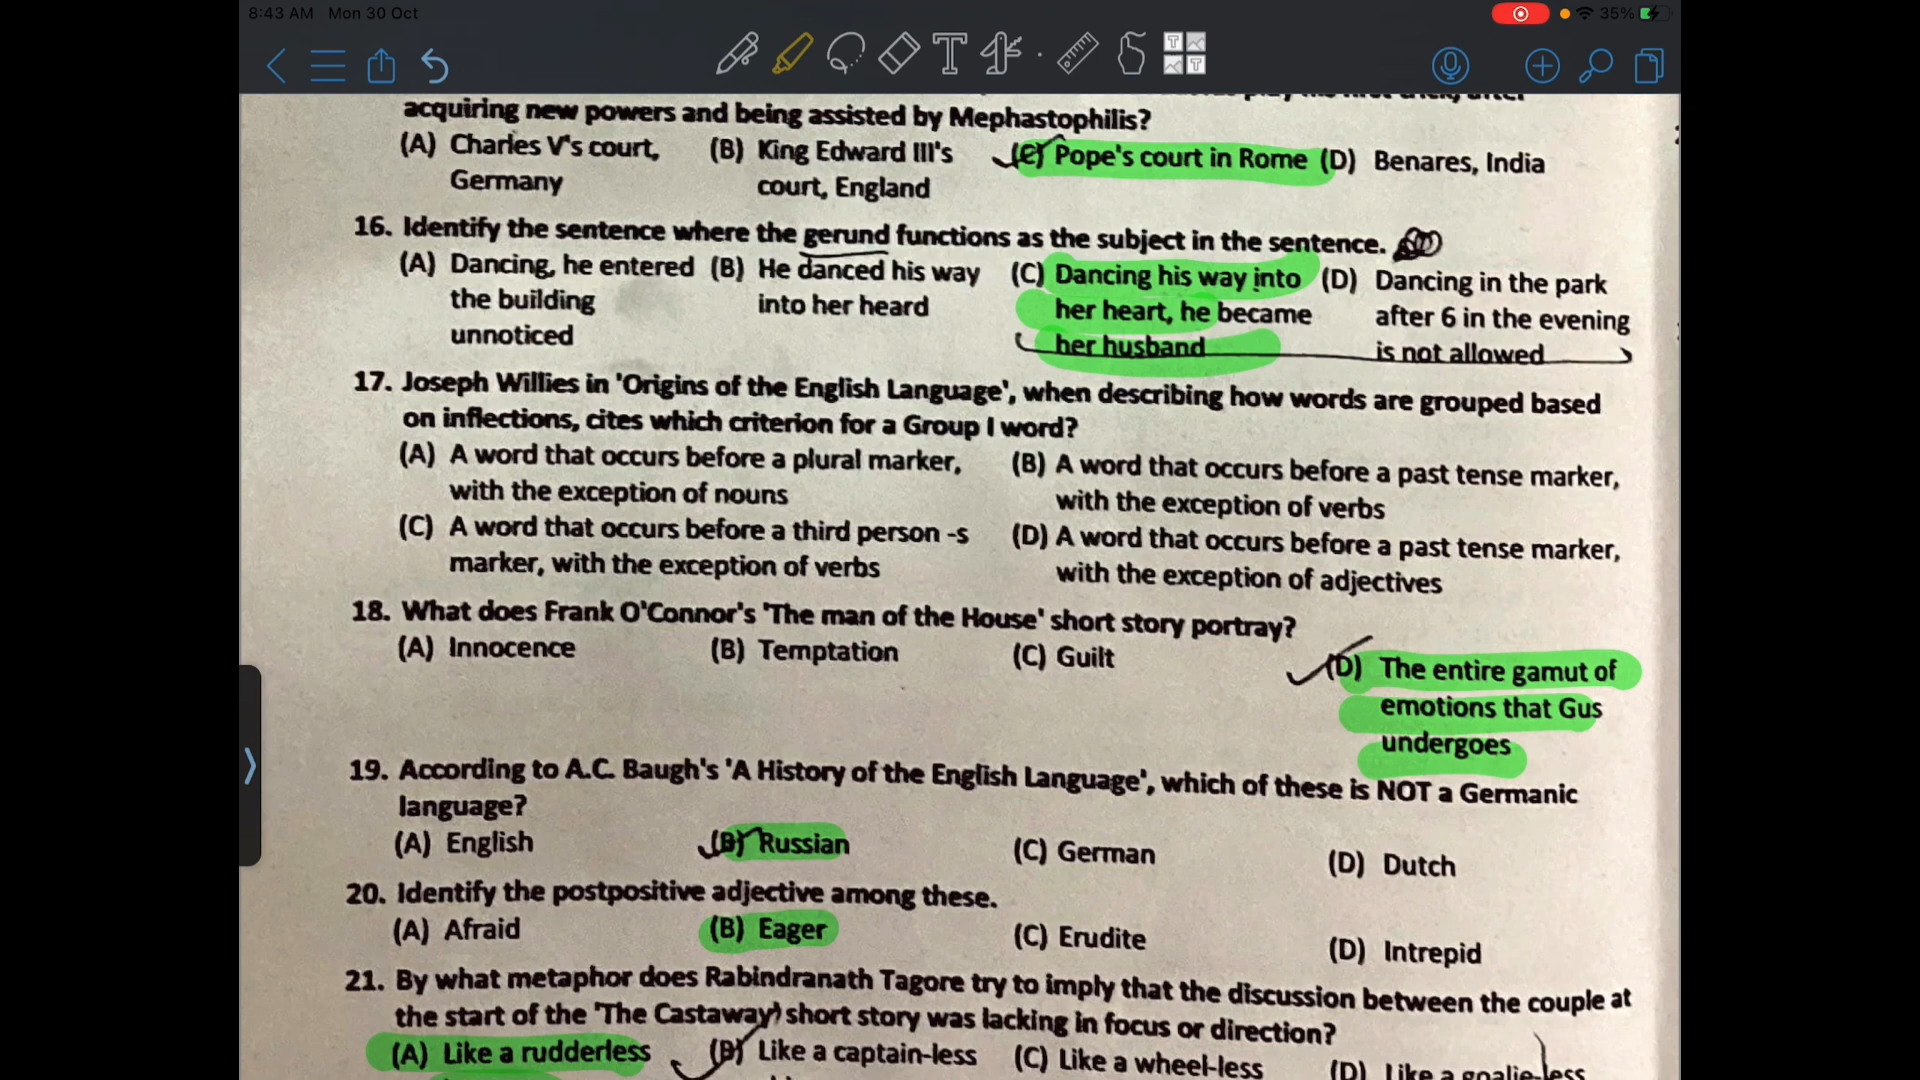 8:43 AM Mon 30 Oct
35%
acquiring new powers and being assisted by Mephastophilis?
(A) Charles V's court, (B) King Edward III's (C) Pope's court in Rome (D) Benares, India
Germany court, England
16. Identify the sentence where the gerund functions as the subject in the sentence.
(A) Dancing, he entered (B) He danced his way (C) Dancing his way into (D) Dancing in the park
the building into her heard her heart, he became after 6 in the evening
unnoticed her husband is not allowed
17. Joseph Willies in 'Origins of the English Language', when describing how words are grouped based
on inflections, cites which criterion for a Group I word?
(A) A word that occurs before a plural marker, (B) A word that occurs before a past tense marker,
with the exception of nouns with the exception of verbs
(C) A word that occurs before a third person -s (D) A word that occurs before a past tense marker,
marker, with the exception of verbs with the exception of adjectives
18. What does Frank O'Connor's 'The man of the House' short story portray?
(A) Innocence (B) Temptation (C) Guilt (D) The entire gamut of
emotions that Gus
undergoes
19. According to A.C. Baugh's 'A History of the English Language', which of these is NOT a Germanic
language?
(A) English (B) Russian (C) German (D) Dutch
20. Identify the postpositive adjective among these.
(A) Afraid (B) Eager (C) Erudite (D) Intrepid
21. By what metaphor does Rabindranath Tagore try to imply that the discussion between the couple at
the start of the 'The Castaway' short story was lacking in focus or direction?
(A) Like a rudderless (B) Like a captain-less (C) Like a wheel-less (D) Like a goalie-less